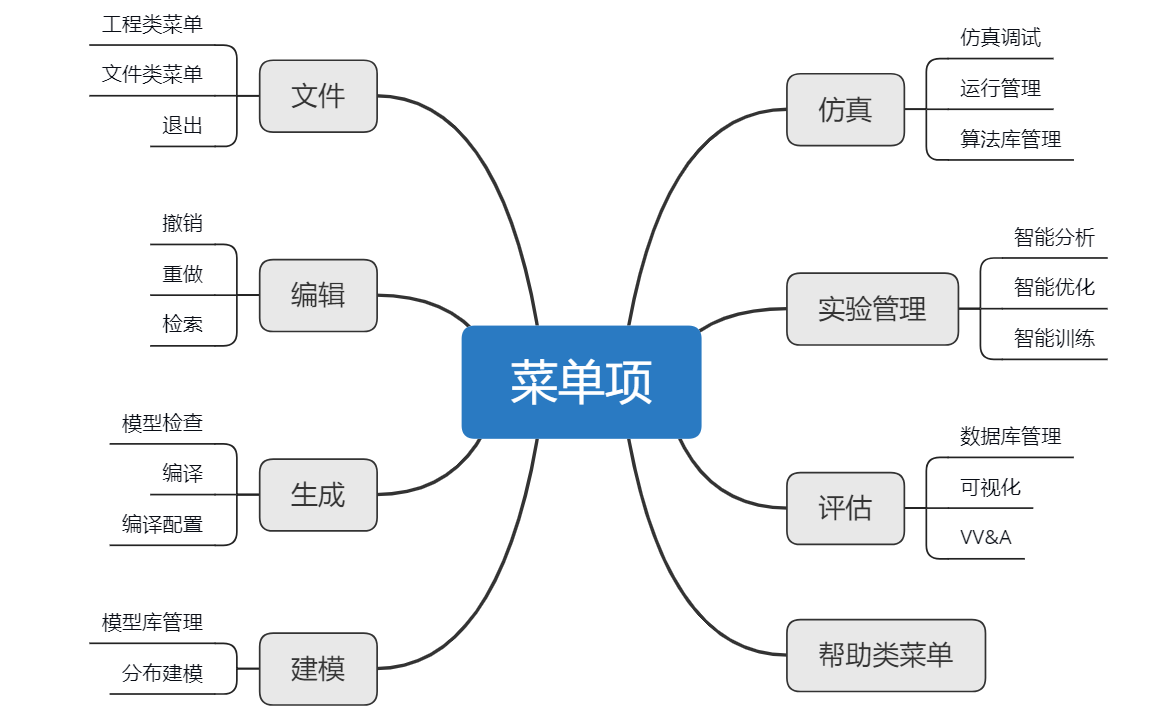 菜单项
文件
工程类菜单
文件类菜单
退出
编辑
撤销
重做
检索
生成
模型检查
编译
编译配置
建模
模型库管理
分布建模
仿真
仿真调试
运行管理
算法库管理
实验管理
智能分析
智能优化
智能训练
评估
数据库管理
可视化
VV&A
帮助类菜单